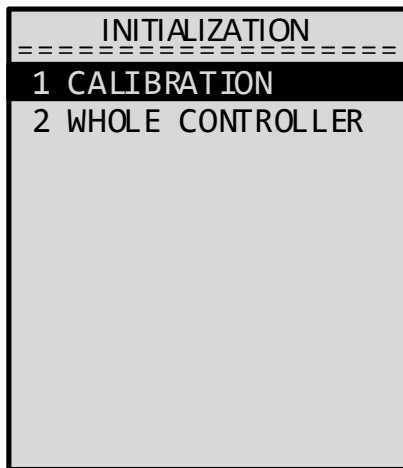 INITIALIZATION
====================
1 CALIBRATION
2 WHOLE CONTROLLER